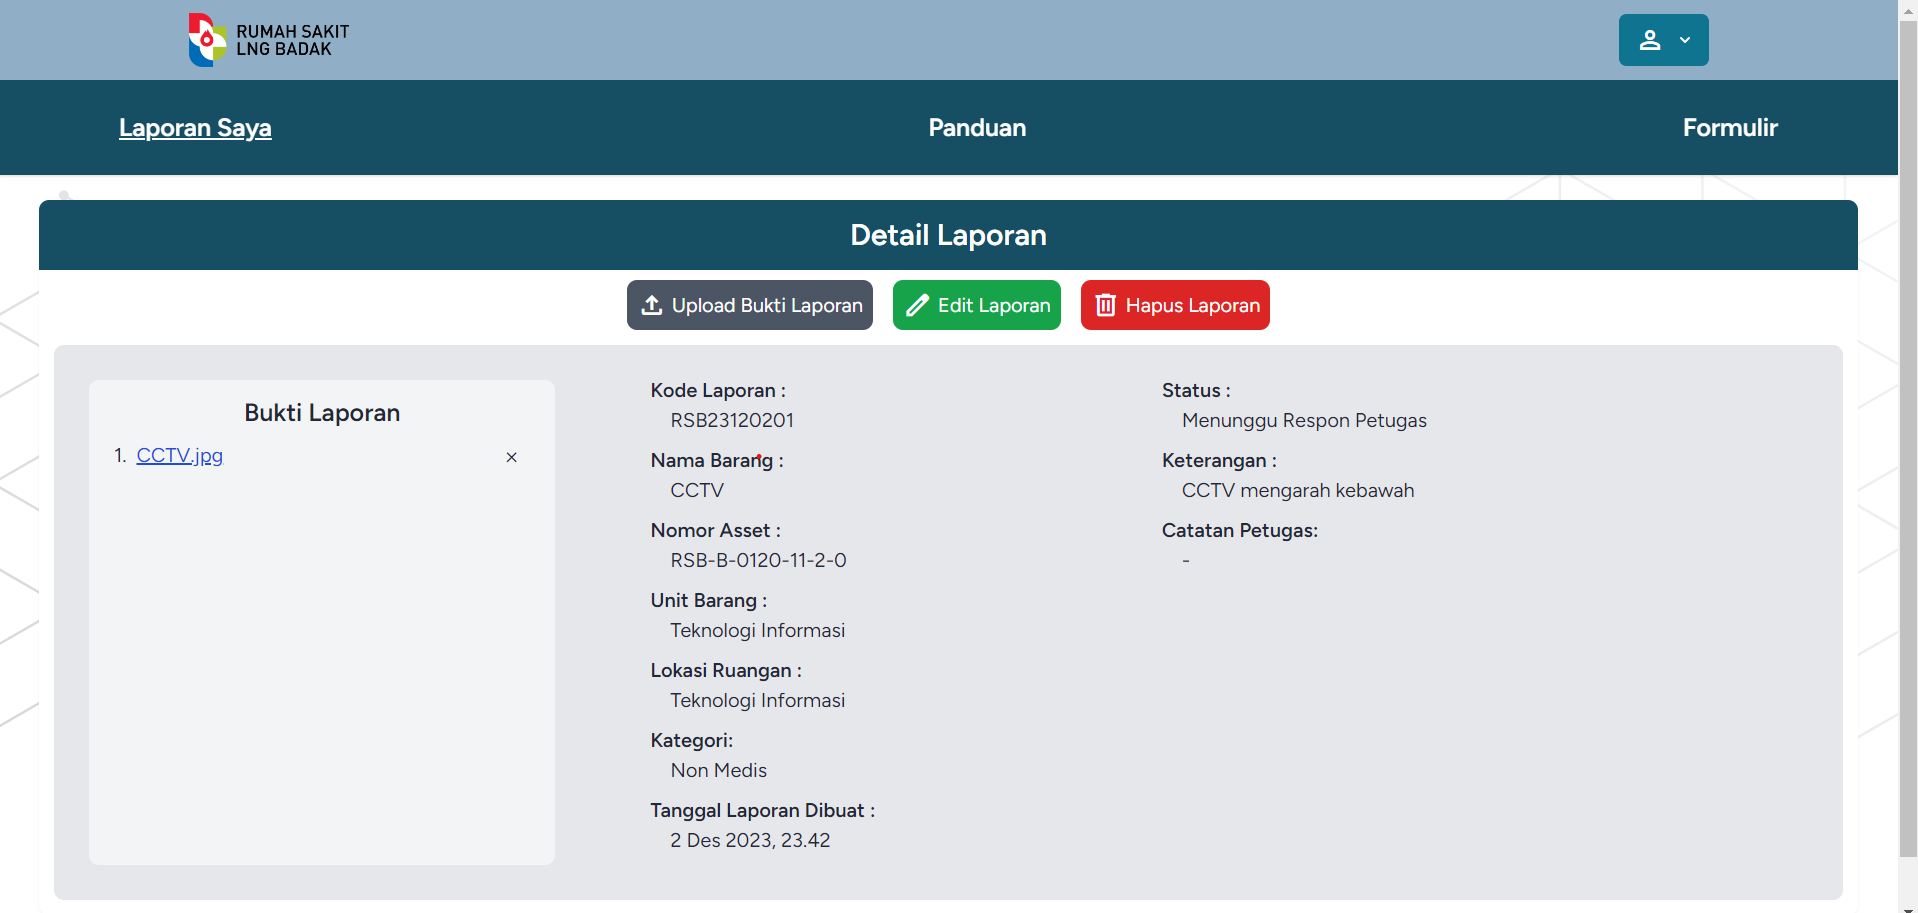 RUMAH SAKIT
LNG BADAK
Laporan Saya
Panduan
Formulir
Detail Laporan
Upload Bukti Laporan
Edit Laporan
Hapus Laporan
Bukti Laporan
1. CCTV.jpg
×
Kode Laporan :
RSB23120201
Nama Barang :
CCTV
Nomor Asset :
RSB-B-0120-11-2-0
Unit Barang :
Teknologi Informasi
Lokasi Ruangan :
Teknologi Informasi
Kategori:
Non Medis
Tanggal Laporan Dibuat :
2 Des 2023, 23.42
Status :
Menunggu Respon Petugas
Keterangan :
CCTV mengarah kebawah
Catatan Petugas:
-